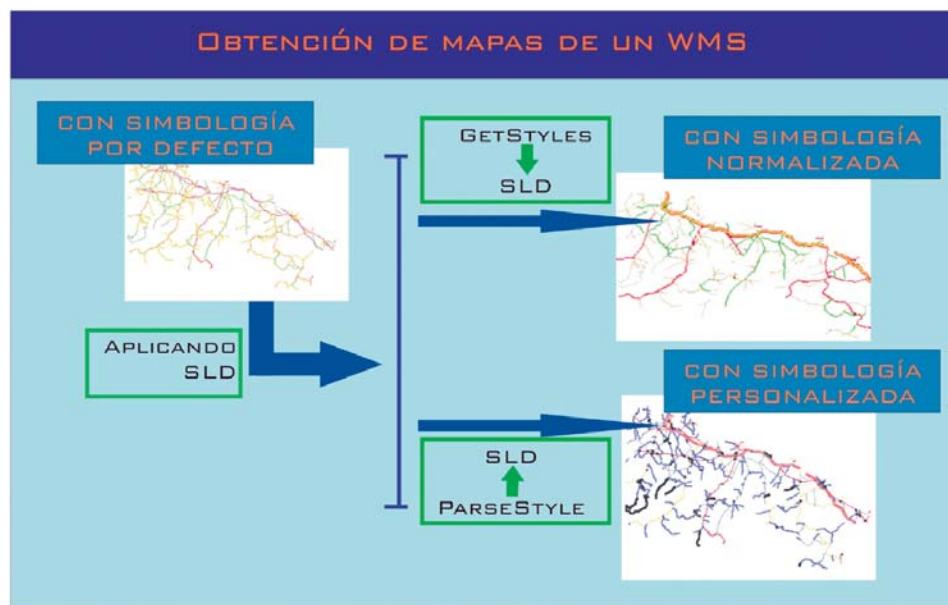 OBTENCIÓN DE MAPAS DE UN WMS
CON SIMBOLOGÍA
POR DEFECTO
APLICANDO
SLD
GETSTYLES
SLD
CON SIMBOLOGÍA
NORMALIZADA
SLD
PARSESTYLE
CON SIMBOLOGÍA
PERSONALIZADA